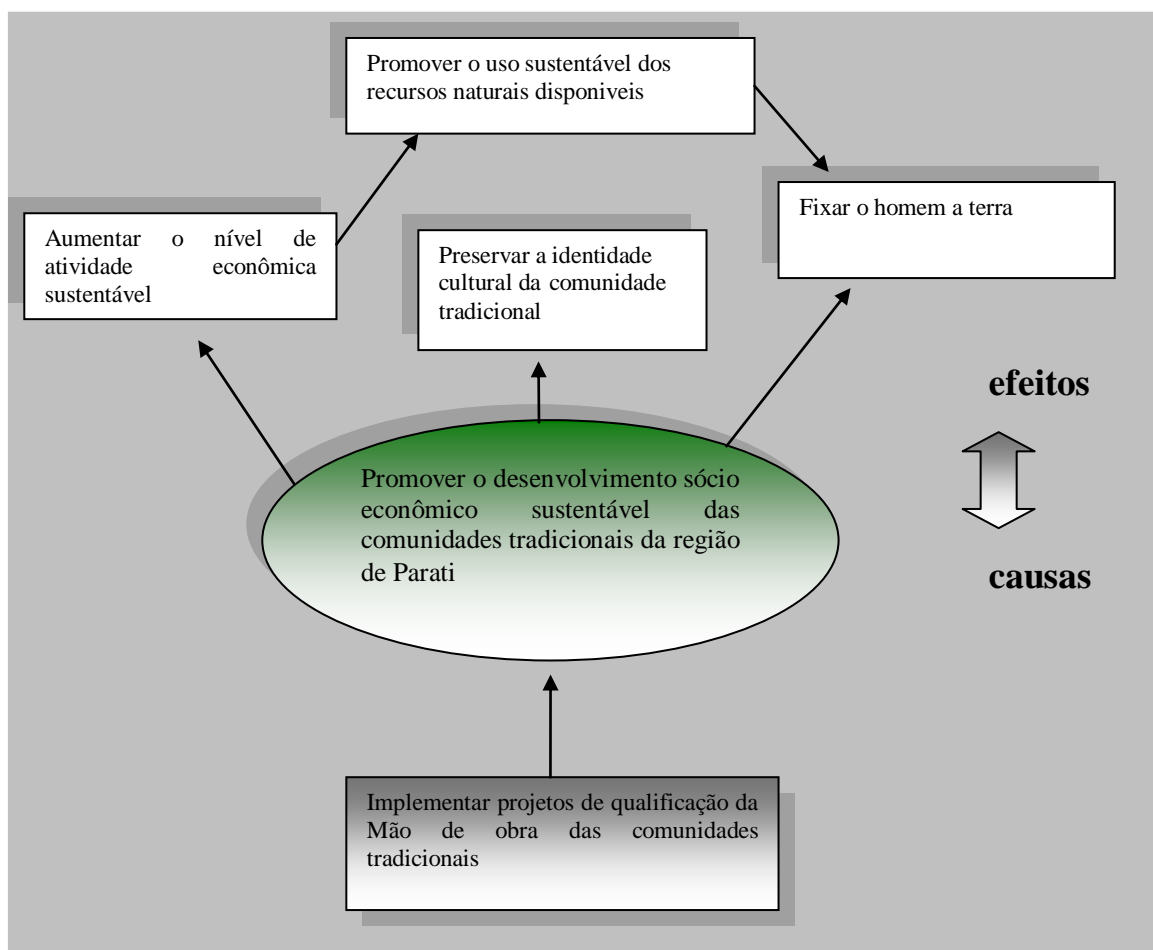 Promover o uso sustentável dos
recursos naturais disponiveis
Fixar o homem a terra
Aumentar o nível de
atividade econômica
sustentável
Preservar a identidade
cultural da comunidade
tradicional
efeitos
Promover o desenvolvimento sócio
econômico sustentável das
comunidades tradicionais da região
de Parati
causas
Implementar projetos de qualificação da
Mão de obra das comunidades
tradicionais